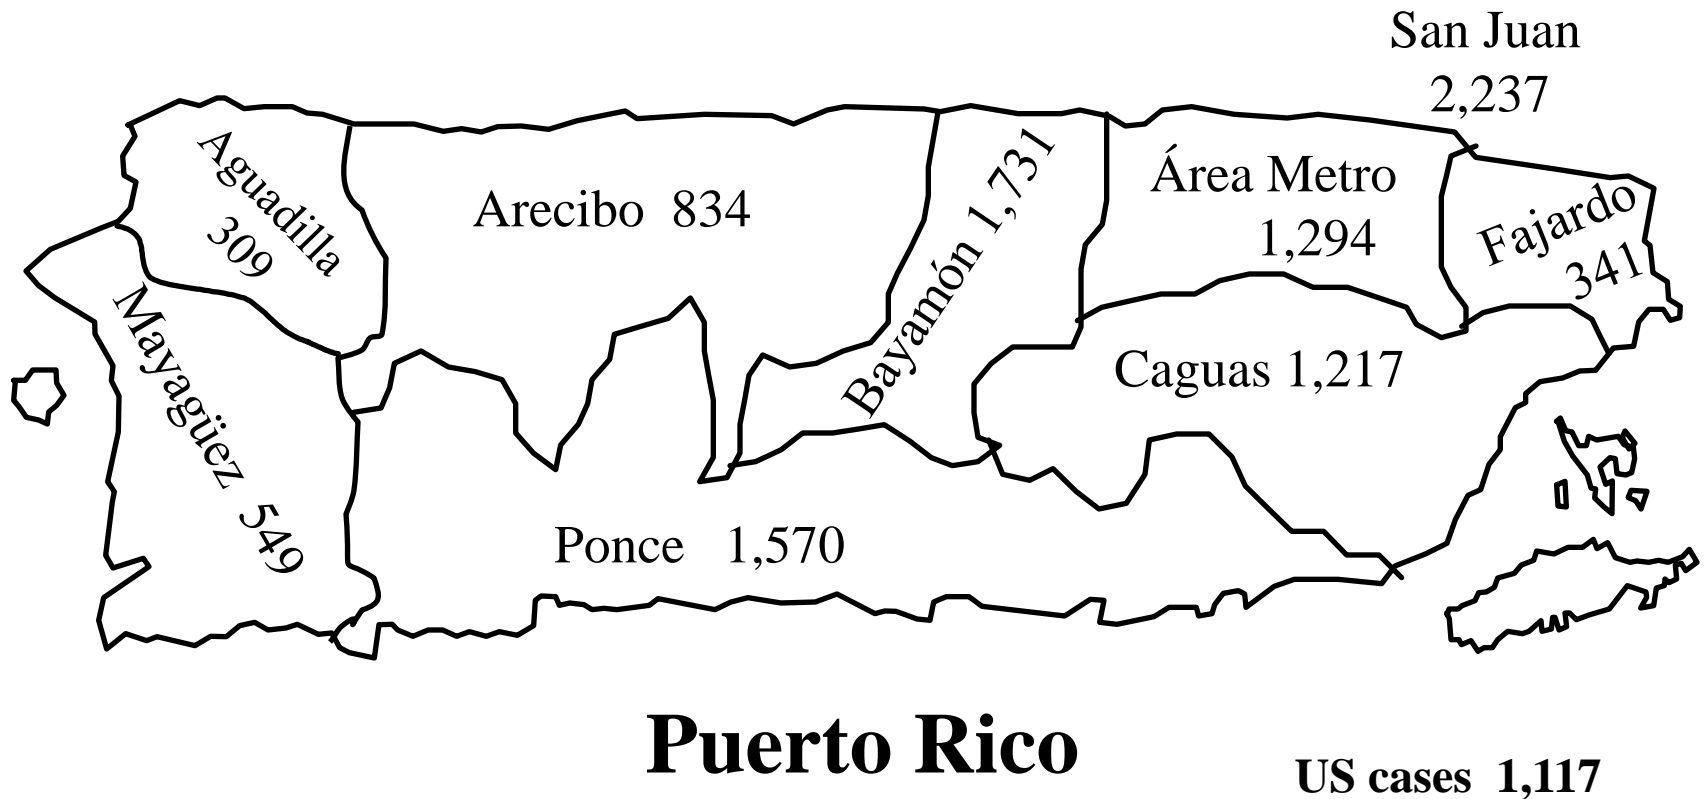 San Juan
2,237
Aguadilla
309
Arecibo 834
Bayamón 1,731
Área Metro
1,294
Fajardo
341
Mayagüez 549
Caguas 1,217
Ponce 1,570
Puerto Rico
US cases 1,117